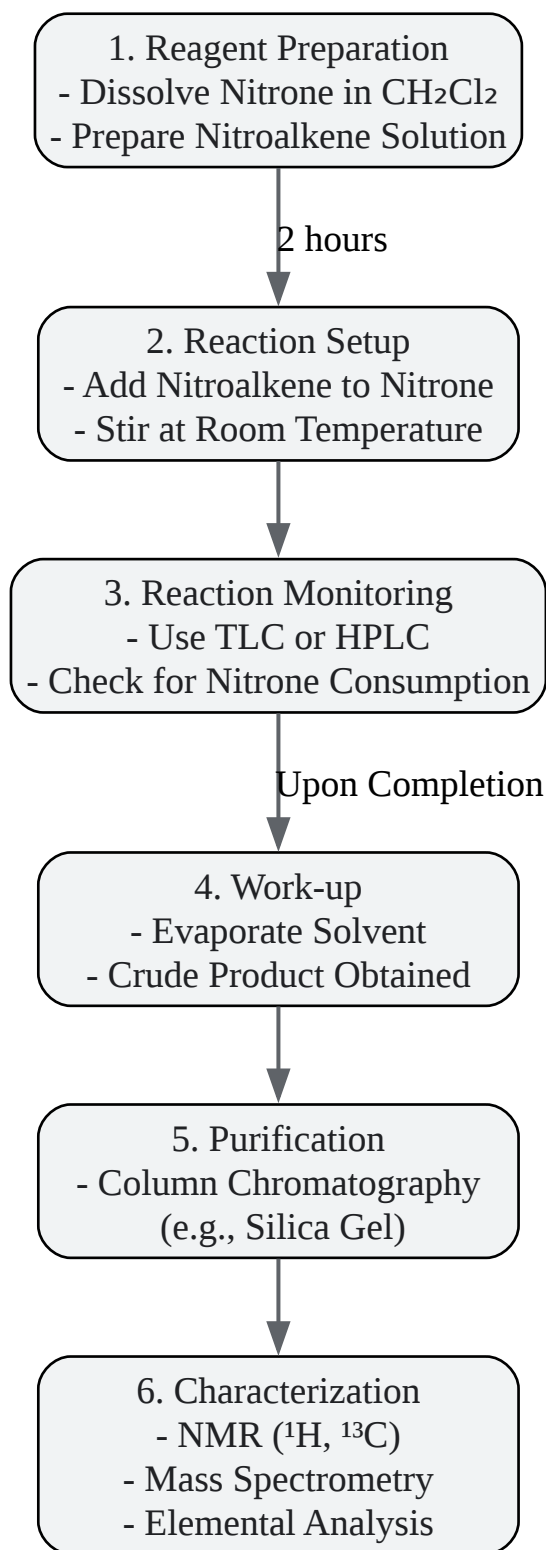 1. Reagent Preparation
- Dissolve Nitrone in CH₂Cl₂
- Prepare Nitroalkene Solution
2 hours
2. Reaction Setup
- Add Nitroalkene to Nitrone
- Stir at Room Temperature
3. Reaction Monitoring
- Use TLC or HPLC
- Check for Nitrone Consumption
Upon Completion
4. Work-up
- Evaporate Solvent
- Crude Product Obtained
5. Purification
- Column Chromatography
(e.g., Silica Gel)
6. Characterization
- NMR (¹H, ¹³C)
- Mass Spectrometry
- Elemental Analysis